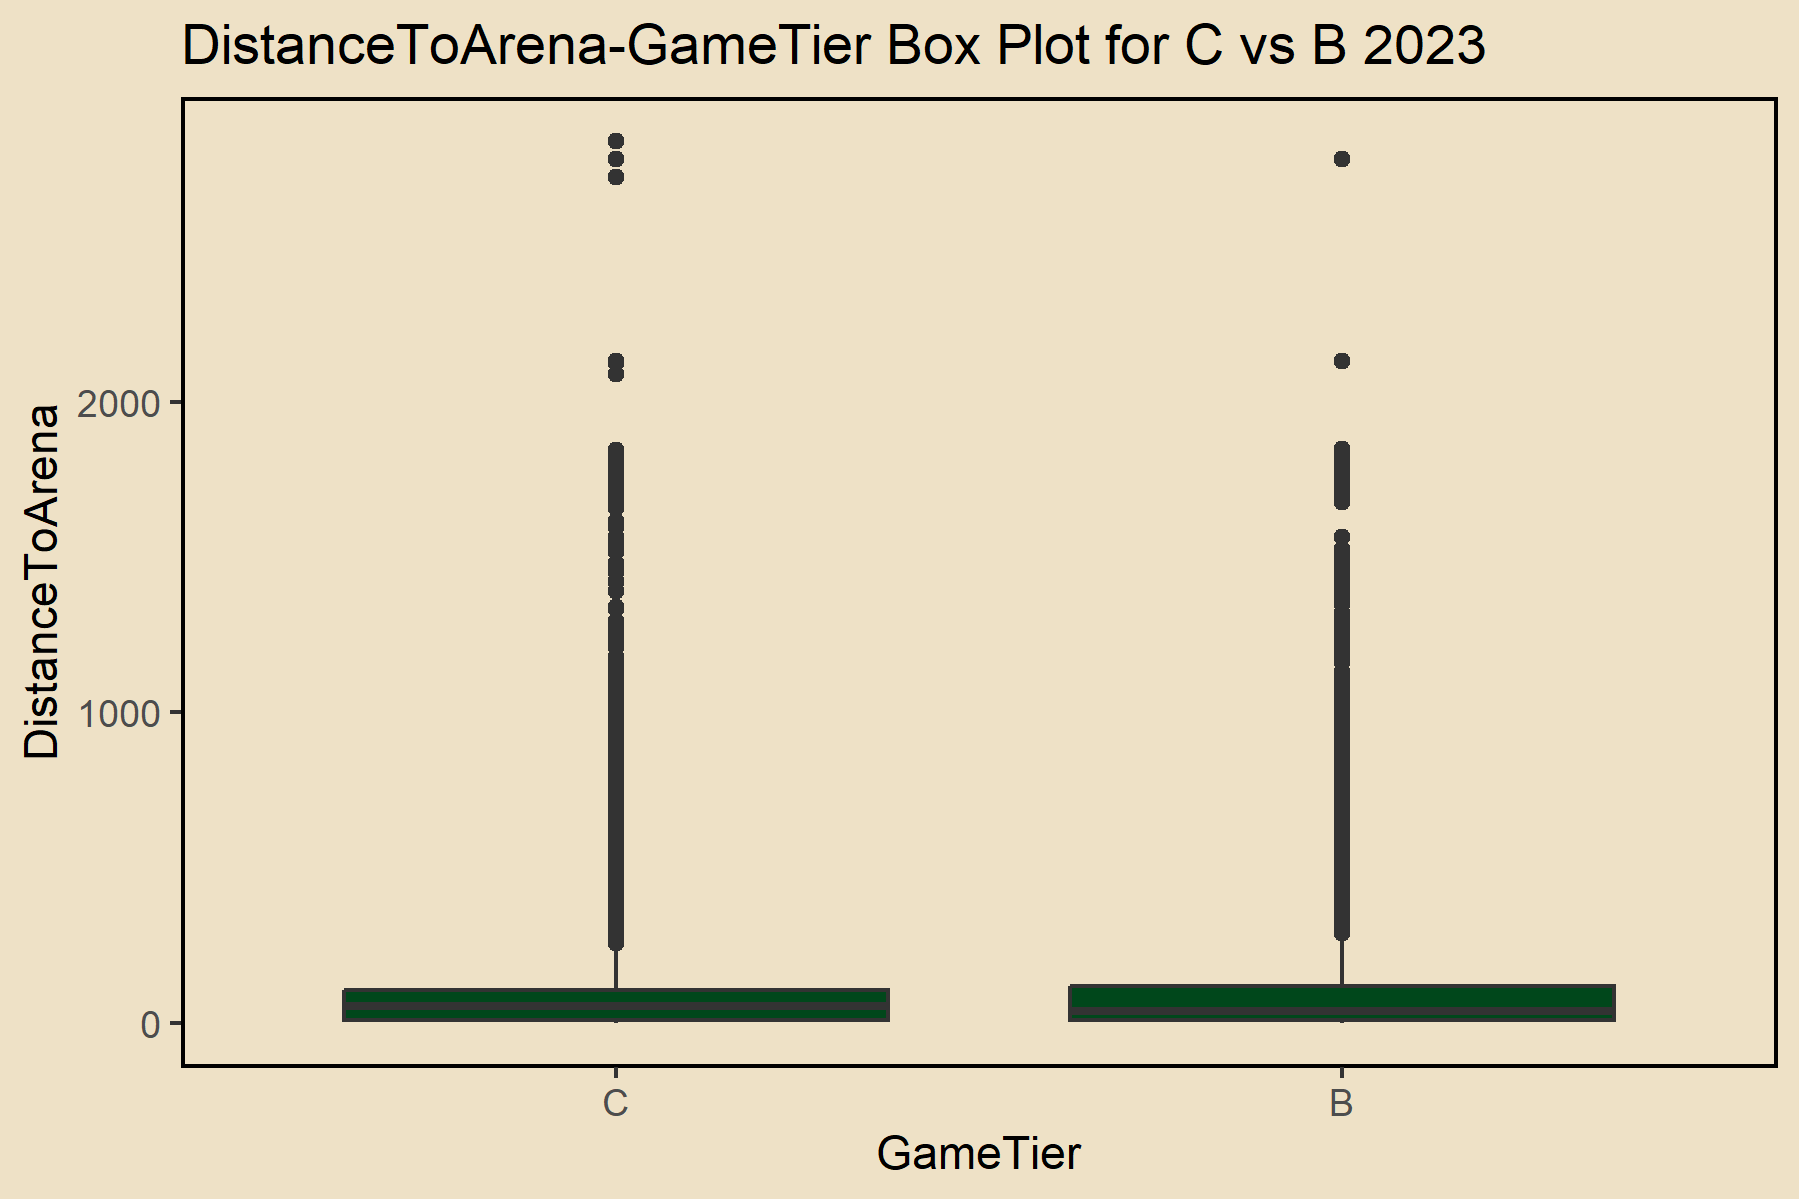 DistanceToArena-GameTier Box Plot for C vs B 2023
DistanceToArena
2000
1000
0
C
B
GameTier